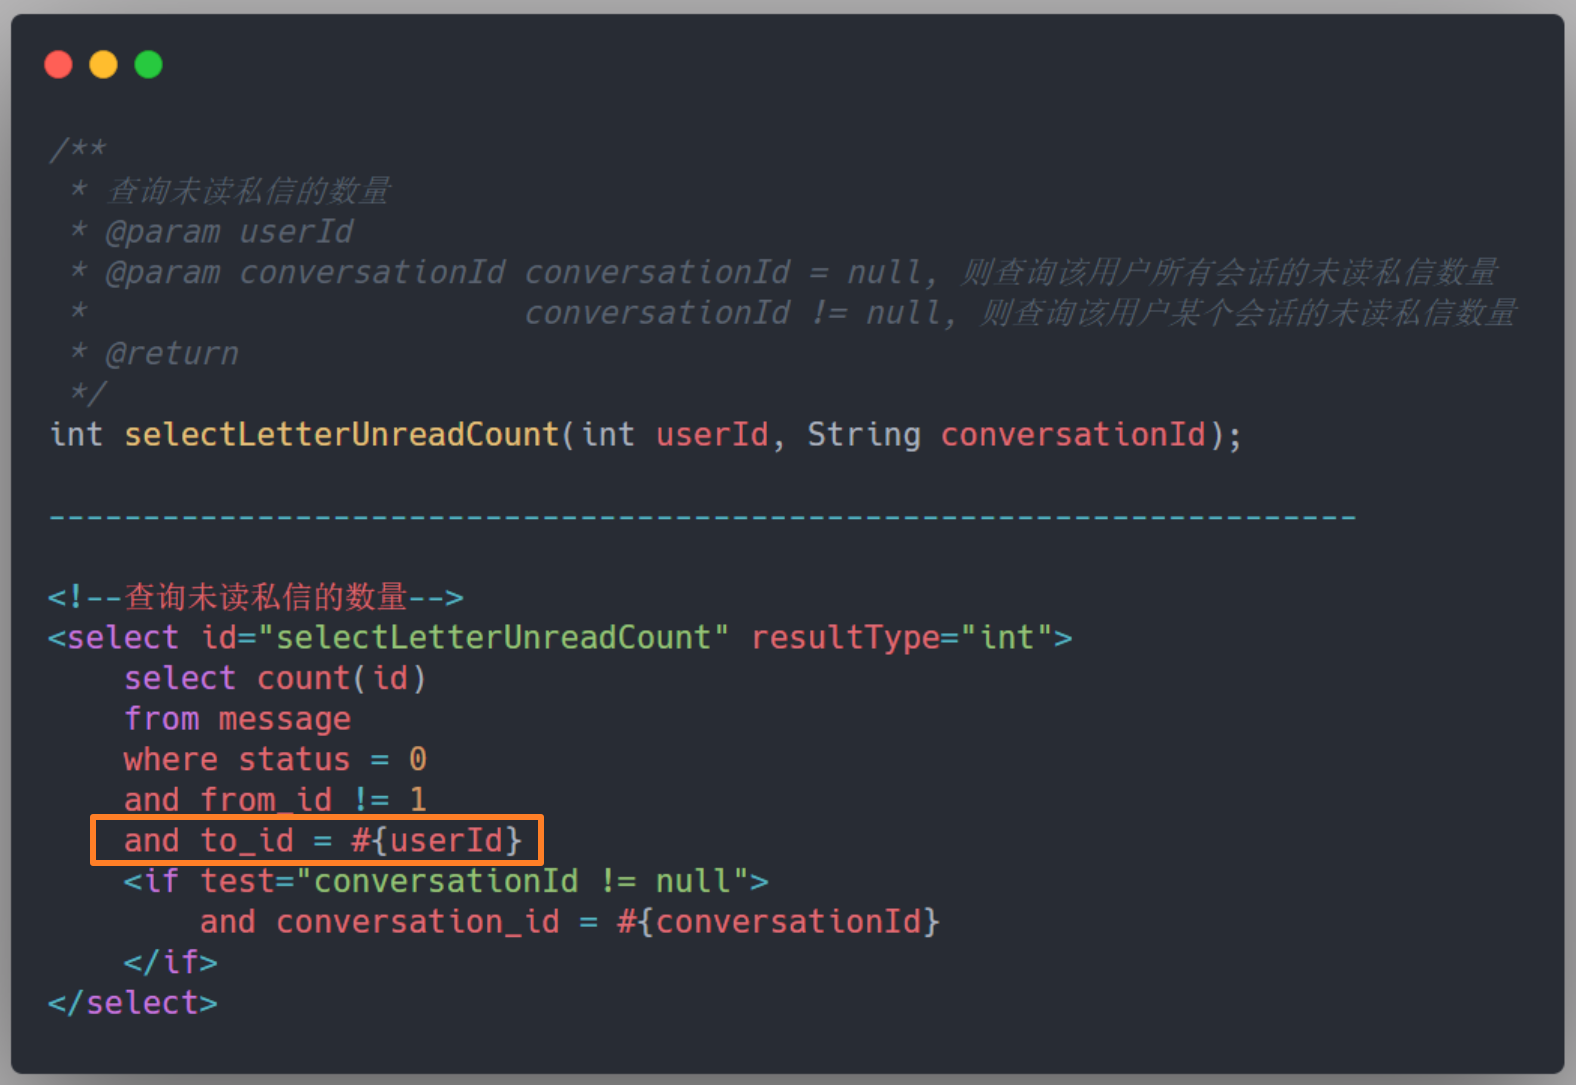 /**
 * 查询未读私信的数量
 * @param userId
 * @param conversationId conversationId = null, 则查询该用户所有会话的未读私信数量
 *                       conversationId != null, 则查询该用户某个会话的未读私信数量
 * @return
 */
int selectLetterUnreadCount(int userId, String conversationId);
---------------------------------------------------------------------
<!--查询未读私信的数量-->
<select id="selectLetterUnreadCount" resultType="int">
    select count(id)
    from message
    where status = 0
    and from_id != 1
    and to_id = #{userId}
    <if test="conversationId != null">
        and conversation_id = #{conversationId}
    </if>
</select>